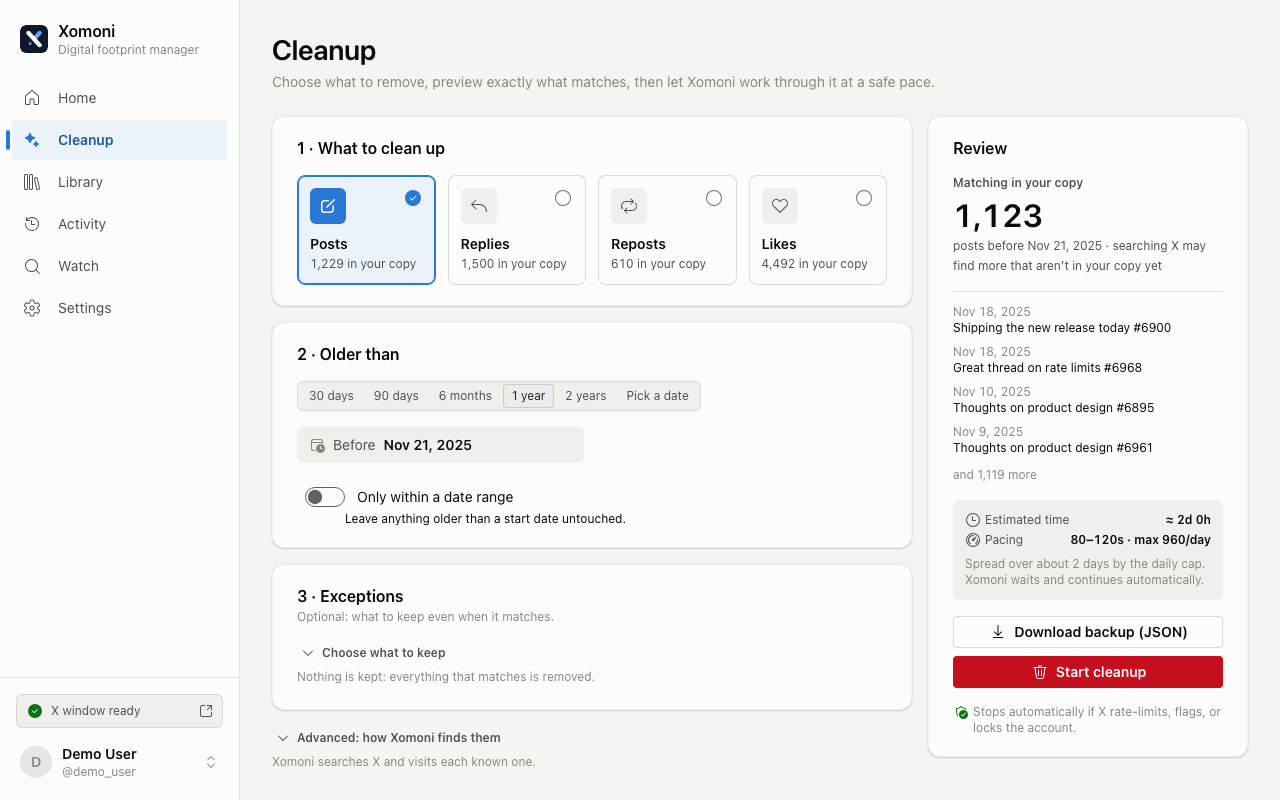 Xomoni
Digital footprint manager
Home
Cleanup
Library
Activity
Watch
Settings
X window ready
D
Demo User
@demo_user
Cleanup
Choose what to remove, preview exactly what matches, then let Xomoni work through it at a safe pace.
1 · What to clean up
Posts
1,229 in your copy
Replies
1,500 in your copy
Reposts
610 in your copy
Likes
4,492 in your copy
2 · Older than
30 days
90 days
6 months
1 year
2 years
Pick a date
Before Nov 21, 2025
Only within a date range
Leave anything older than a start date untouched.
3 · Exceptions
Optional: what to keep even when it matches.
Choose what to keep
Nothing is kept: everything that matches is removed.
Advanced: how Xomoni finds them
Xomoni searches X and visits each known one.
Review
Matching in your copy
1,123
posts before Nov 21, 2025 · searching X may
find more that aren't in your copy yet
Nov 18, 2025
Shipping the new release today #6900
Nov 18, 2025
Great thread on rate limits #6968
Nov 10, 2025
Thoughts on product design #6895
Nov 9, 2025
Thoughts on product design #6961
and 1,119 more
Estimated time ≈ 2d 0h
Pacing 80–120s · max 960/day
Spread over about 2 days by the daily cap.
Xomoni waits and continues automatically.
Download backup (JSON)
Start cleanup
Stops automatically if X rate-limits, flags, or
locks the account.